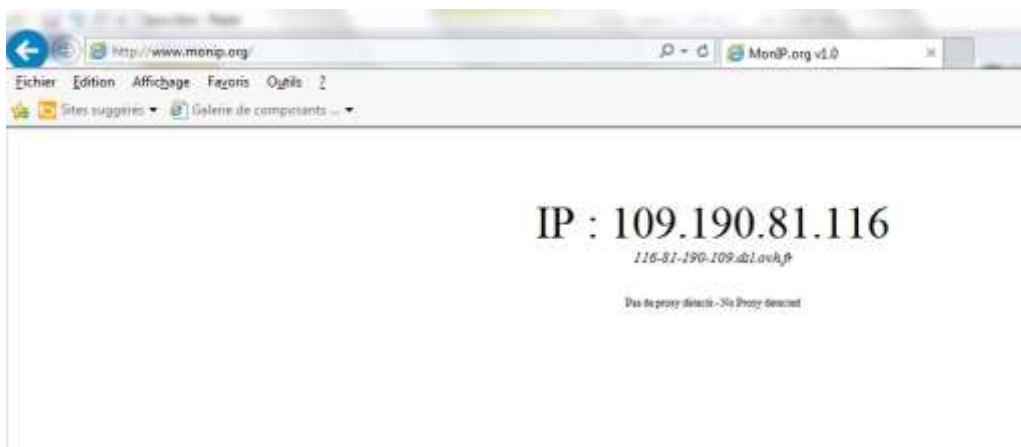 http://www.monip.org/
MonIP.org v1.0
Fichier Edition Affichage Favoris Outils ?
Sites suggérés Galerie de composants ...
IP : 109.190.81.116
116-81-190-109.dsl.ovh.fr
Pas de proxy détecté - No Proxy detected